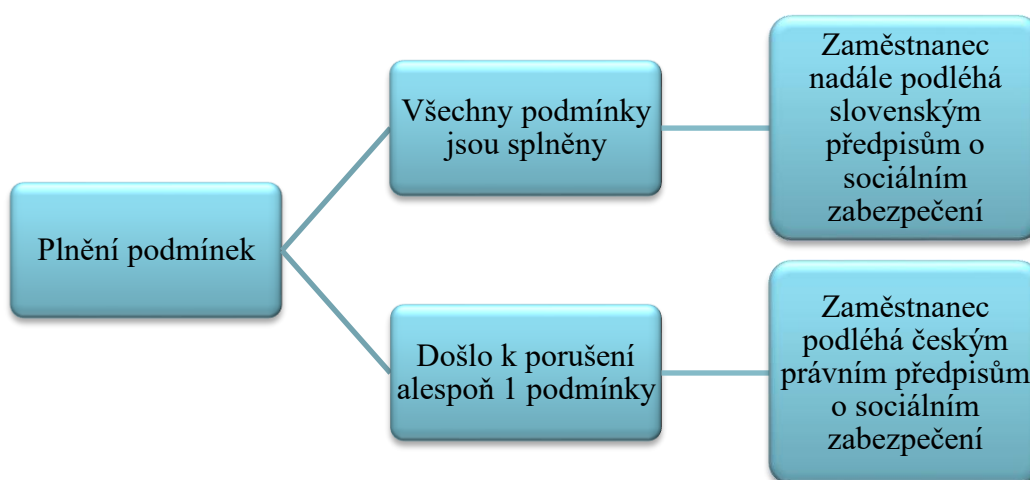 Plnění podmínek
Všechny podmínky
jsou splněny
Zaměstnanec
nadále podléhá
slovenským
předpisům o
sociálním
zabezpečení
Došlo k porušení
alespoň 1 podmínky
Zaměstnanec
podléhá českým
právním předpisům
o sociálním
zabezpečení